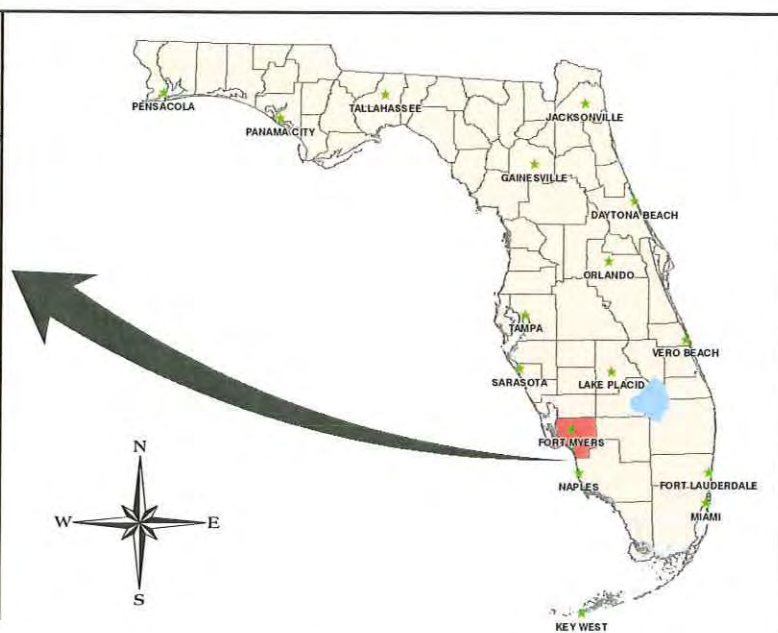 PENSACOLA
TALLAHASSEE
PANAMA CITY
JACKSONVILLE
GAINESVILLE
DAYTONA BEACH
ORLANDO
TAMPA
VERO BEACH
SARASOTA
LAKE PLACID
FORT MYERS
NAPLES
FORT LAUDERDALE
MIAMI
KEY WEST
N
W
E
S